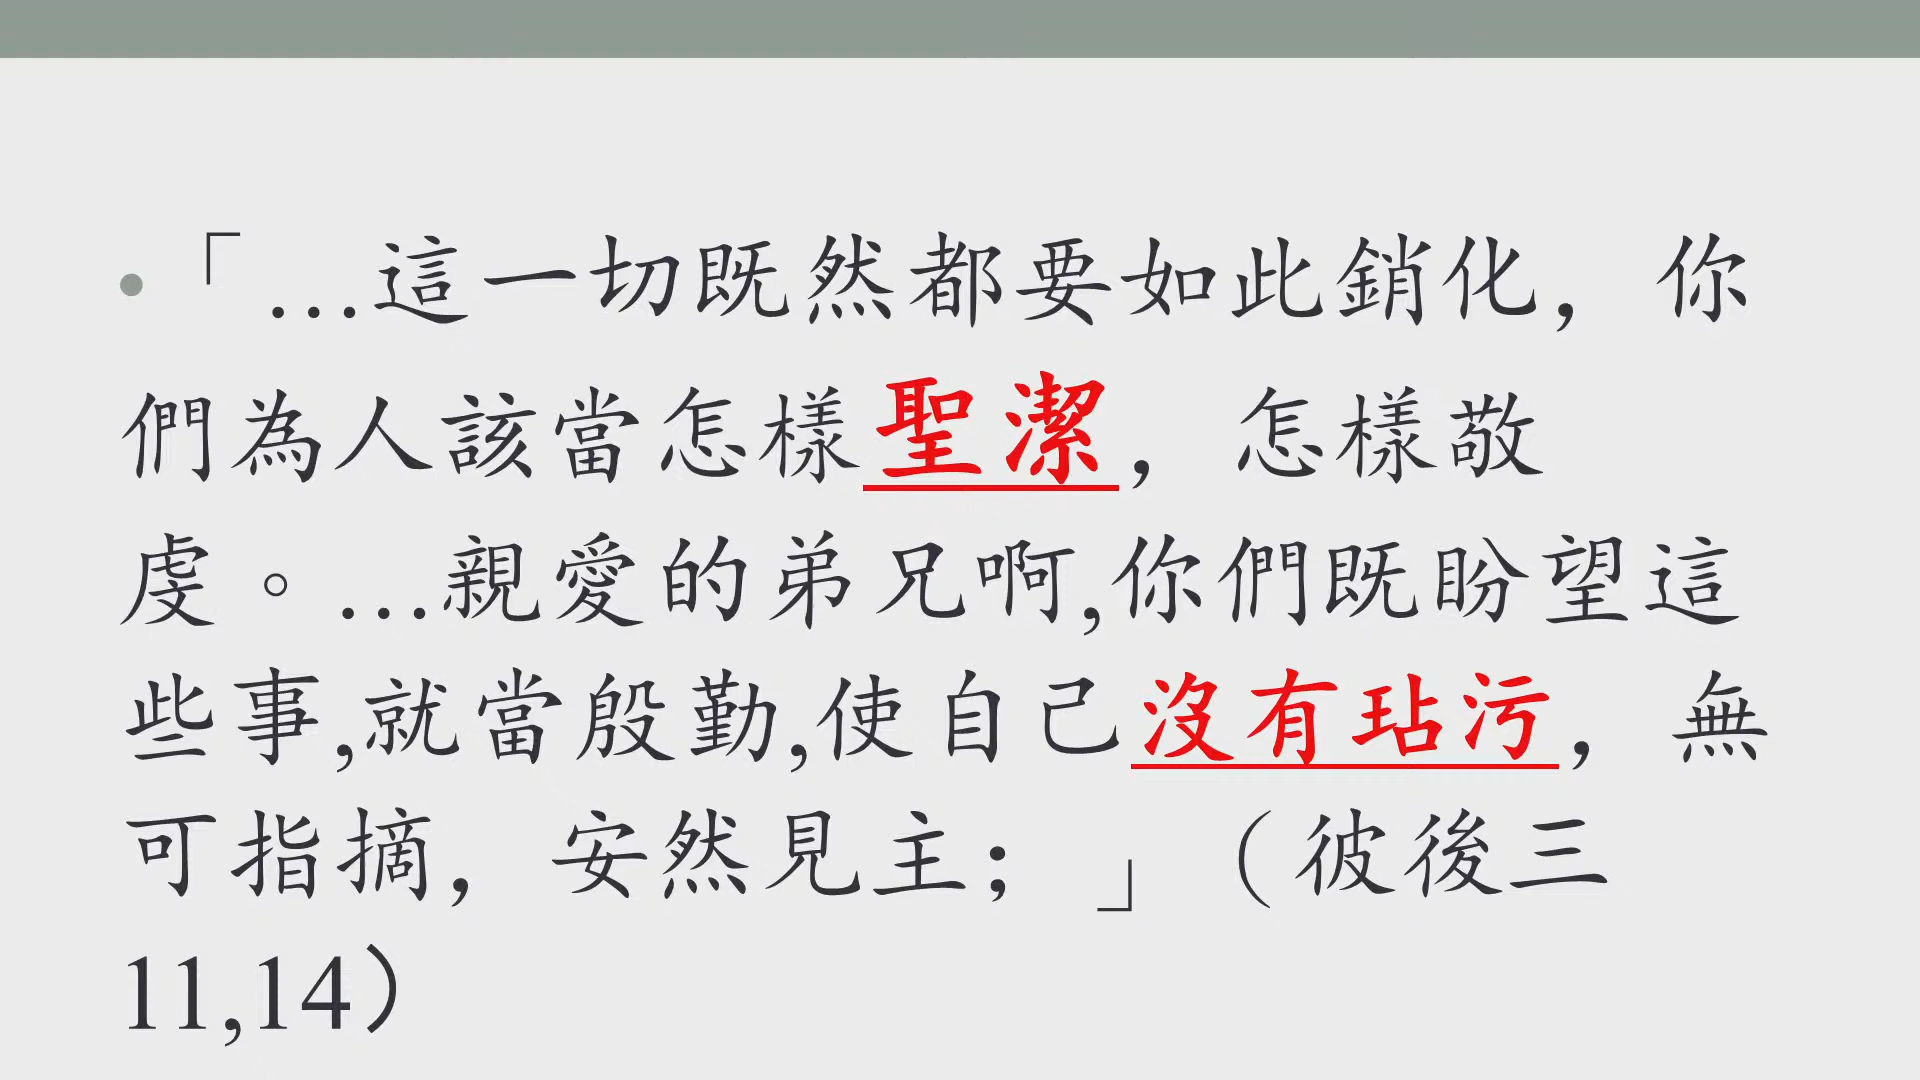 •「…這一切既然都要如此銷化，你
們為人該當怎樣聖潔，怎樣敬
虔。…親愛的弟兄啊,你們既盼望這
些事,就當殷勤,使自己沒有玷污，無
可指摘，安然見主；」（彼後三
11,14）